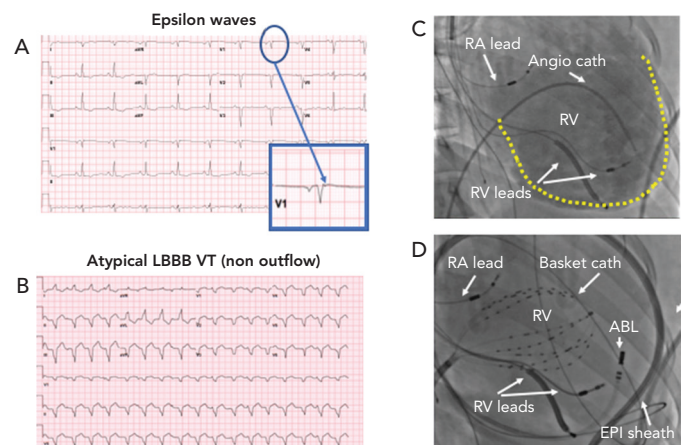 Epsilon waves
A
V1
Atypical LBBB VT (non outflow)
B
C
RA lead
Angio cath
RV
RV leads
D
RA lead
Basket cath
RV
ABL
RV leads
EPI sheath